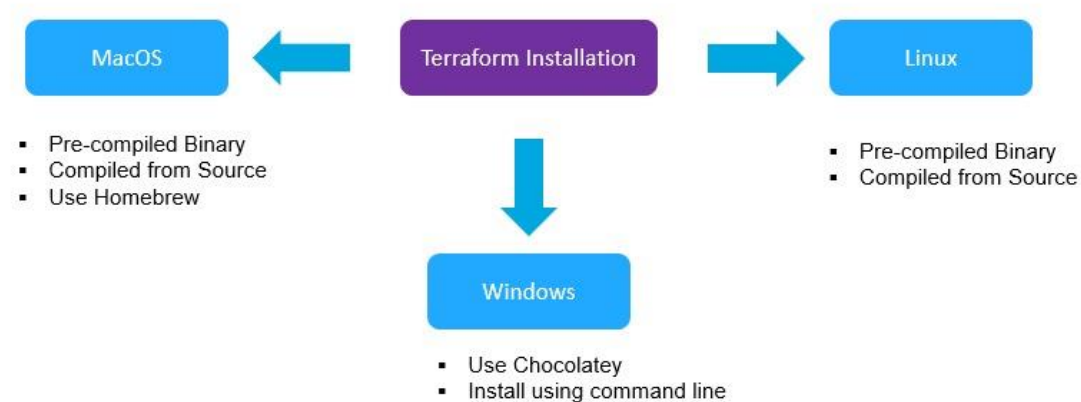 MacOS
Terraform Installation
Linux
▪ Pre-compiled Binary
▪ Compiled from Source
▪ Use Homebrew
▪ Pre-compiled Binary
▪ Compiled from Source
Windows
▪ Use Chocolatey
▪ Install using command line